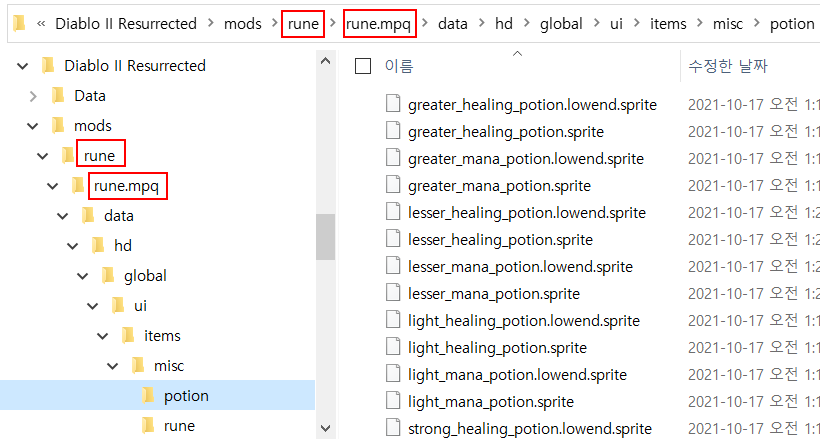 « Diablo II Resurrected > mods > rune > rune.mpq > data > hd > global > ui > items > misc > potion
Diablo II Resurrected
Data
mods
rune
rune.mpq
data
hd
global
ui
items
misc
potion
rune
이름 수정한 날짜
greater_healing_potion.lowend.sprite 2021-10-17 오전 1:1
greater_healing_potion.sprite 2021-10-17 오전 1:1
greater_mana_potion.lowend.sprite 2021-10-17 오전 1:1
greater_mana_potion.sprite 2021-10-17 오전 1:1
lesser_healing_potion.lowend.sprite 2021-10-17 오전 1:2
lesser_healing_potion.sprite 2021-10-17 오전 1:2
lesser_mana_potion.lowend.sprite 2021-10-17 오전 1:2
lesser_mana_potion.sprite 2021-10-17 오전 1:2
light_healing_potion.lowend.sprite 2021-10-17 오전 1:1
light_healing_potion.sprite 2021-10-17 오전 1:1
light_mana_potion.lowend.sprite 2021-10-17 오전 1:1
light_mana_potion.sprite 2021-10-17 오전 1:1
strong_healing_potion.lowend.sprite 2021-10-17 오전 1:1